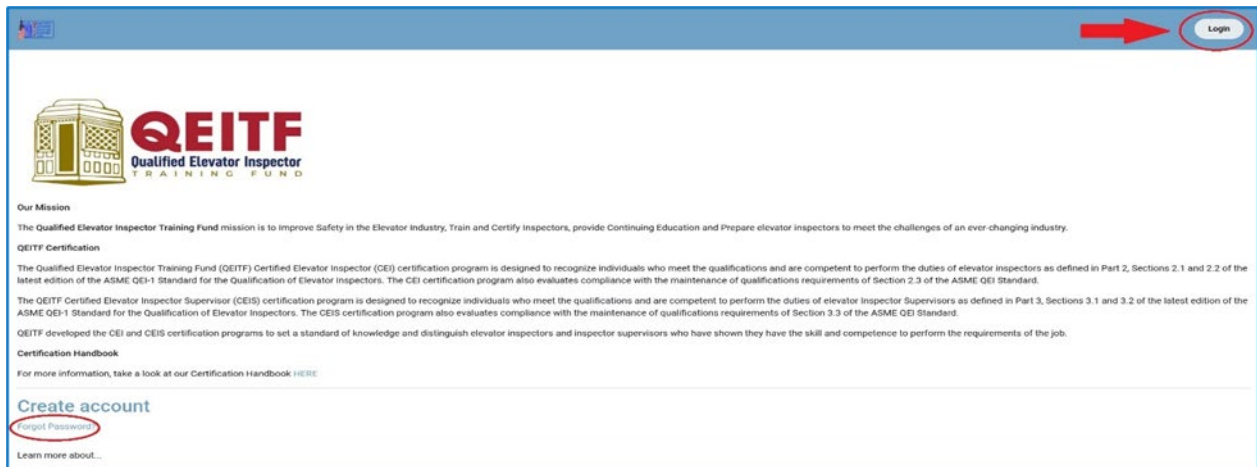 Login
QEITF
Qualified Elevator Inspector
TRAINING FUND
Our Mission
The Qualified Elevator Inspector Training Fund mission is to Improve Safety in the Elevator Industry, Train and Certify Inspectors, provide Continuing Education and Prepare elevator inspectors to meet the challenges of an ever-changing industry.
QEITF Certification
The Qualified Elevator Inspector Training Fund (QEITF) Certified Elevator Inspector (CEI) certification program is designed to recognize individuals who meet the qualifications and are competent to perform the duties of elevator inspectors as defined in Part 2, Sections 2.1 and 2.2 of the
latest edition of the ASME QEI-1 Standard for the Qualification of Elevator Inspectors. The CEI certification program also evaluates compliance with the maintenance of qualifications requirements of Section 2.3 of the ASME QEI Standard.
The QEITF Certified Elevator Inspector Supervisor (CEIS) certification program is designed to recognize individuals who meet the qualifications and are competent to perform the duties of elevator Inspector Supervisors as defined in Part 3, Sections 3.1 and 3.2 of the latest edition of the
ASME QEI-1 Standard for the Qualification of Elevator Inspectors. The CEIS certification program also evaluates compliance with the maintenance of qualifications requirements of Section 3.3 of the ASME QEI Standard.
QEITF developed the CEI and CEIS certification programs to set a standard of knowledge and distinguish elevator inspectors and inspector supervisors who have shown they have the skill and competence to perform the requirements of the job.
Certification Handbook
For more information, take a look at our Certification Handbook HERE
Create account
Forgot Password?
Learn more about...